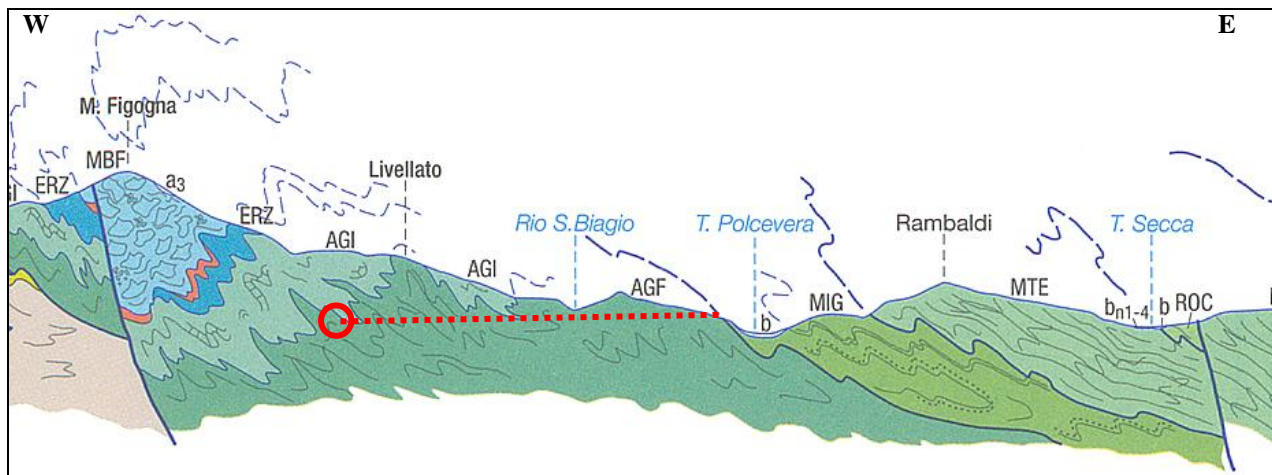 W
E
M. Figogna
MBF
a3
ERZ
GI
Livellato
ERZ
AGI
Rio S.Biagio
T. Polcevera
Rambaldi
T. Secca
AGI
AGF
b
MIG
MTE
bn1-4
b
ROC